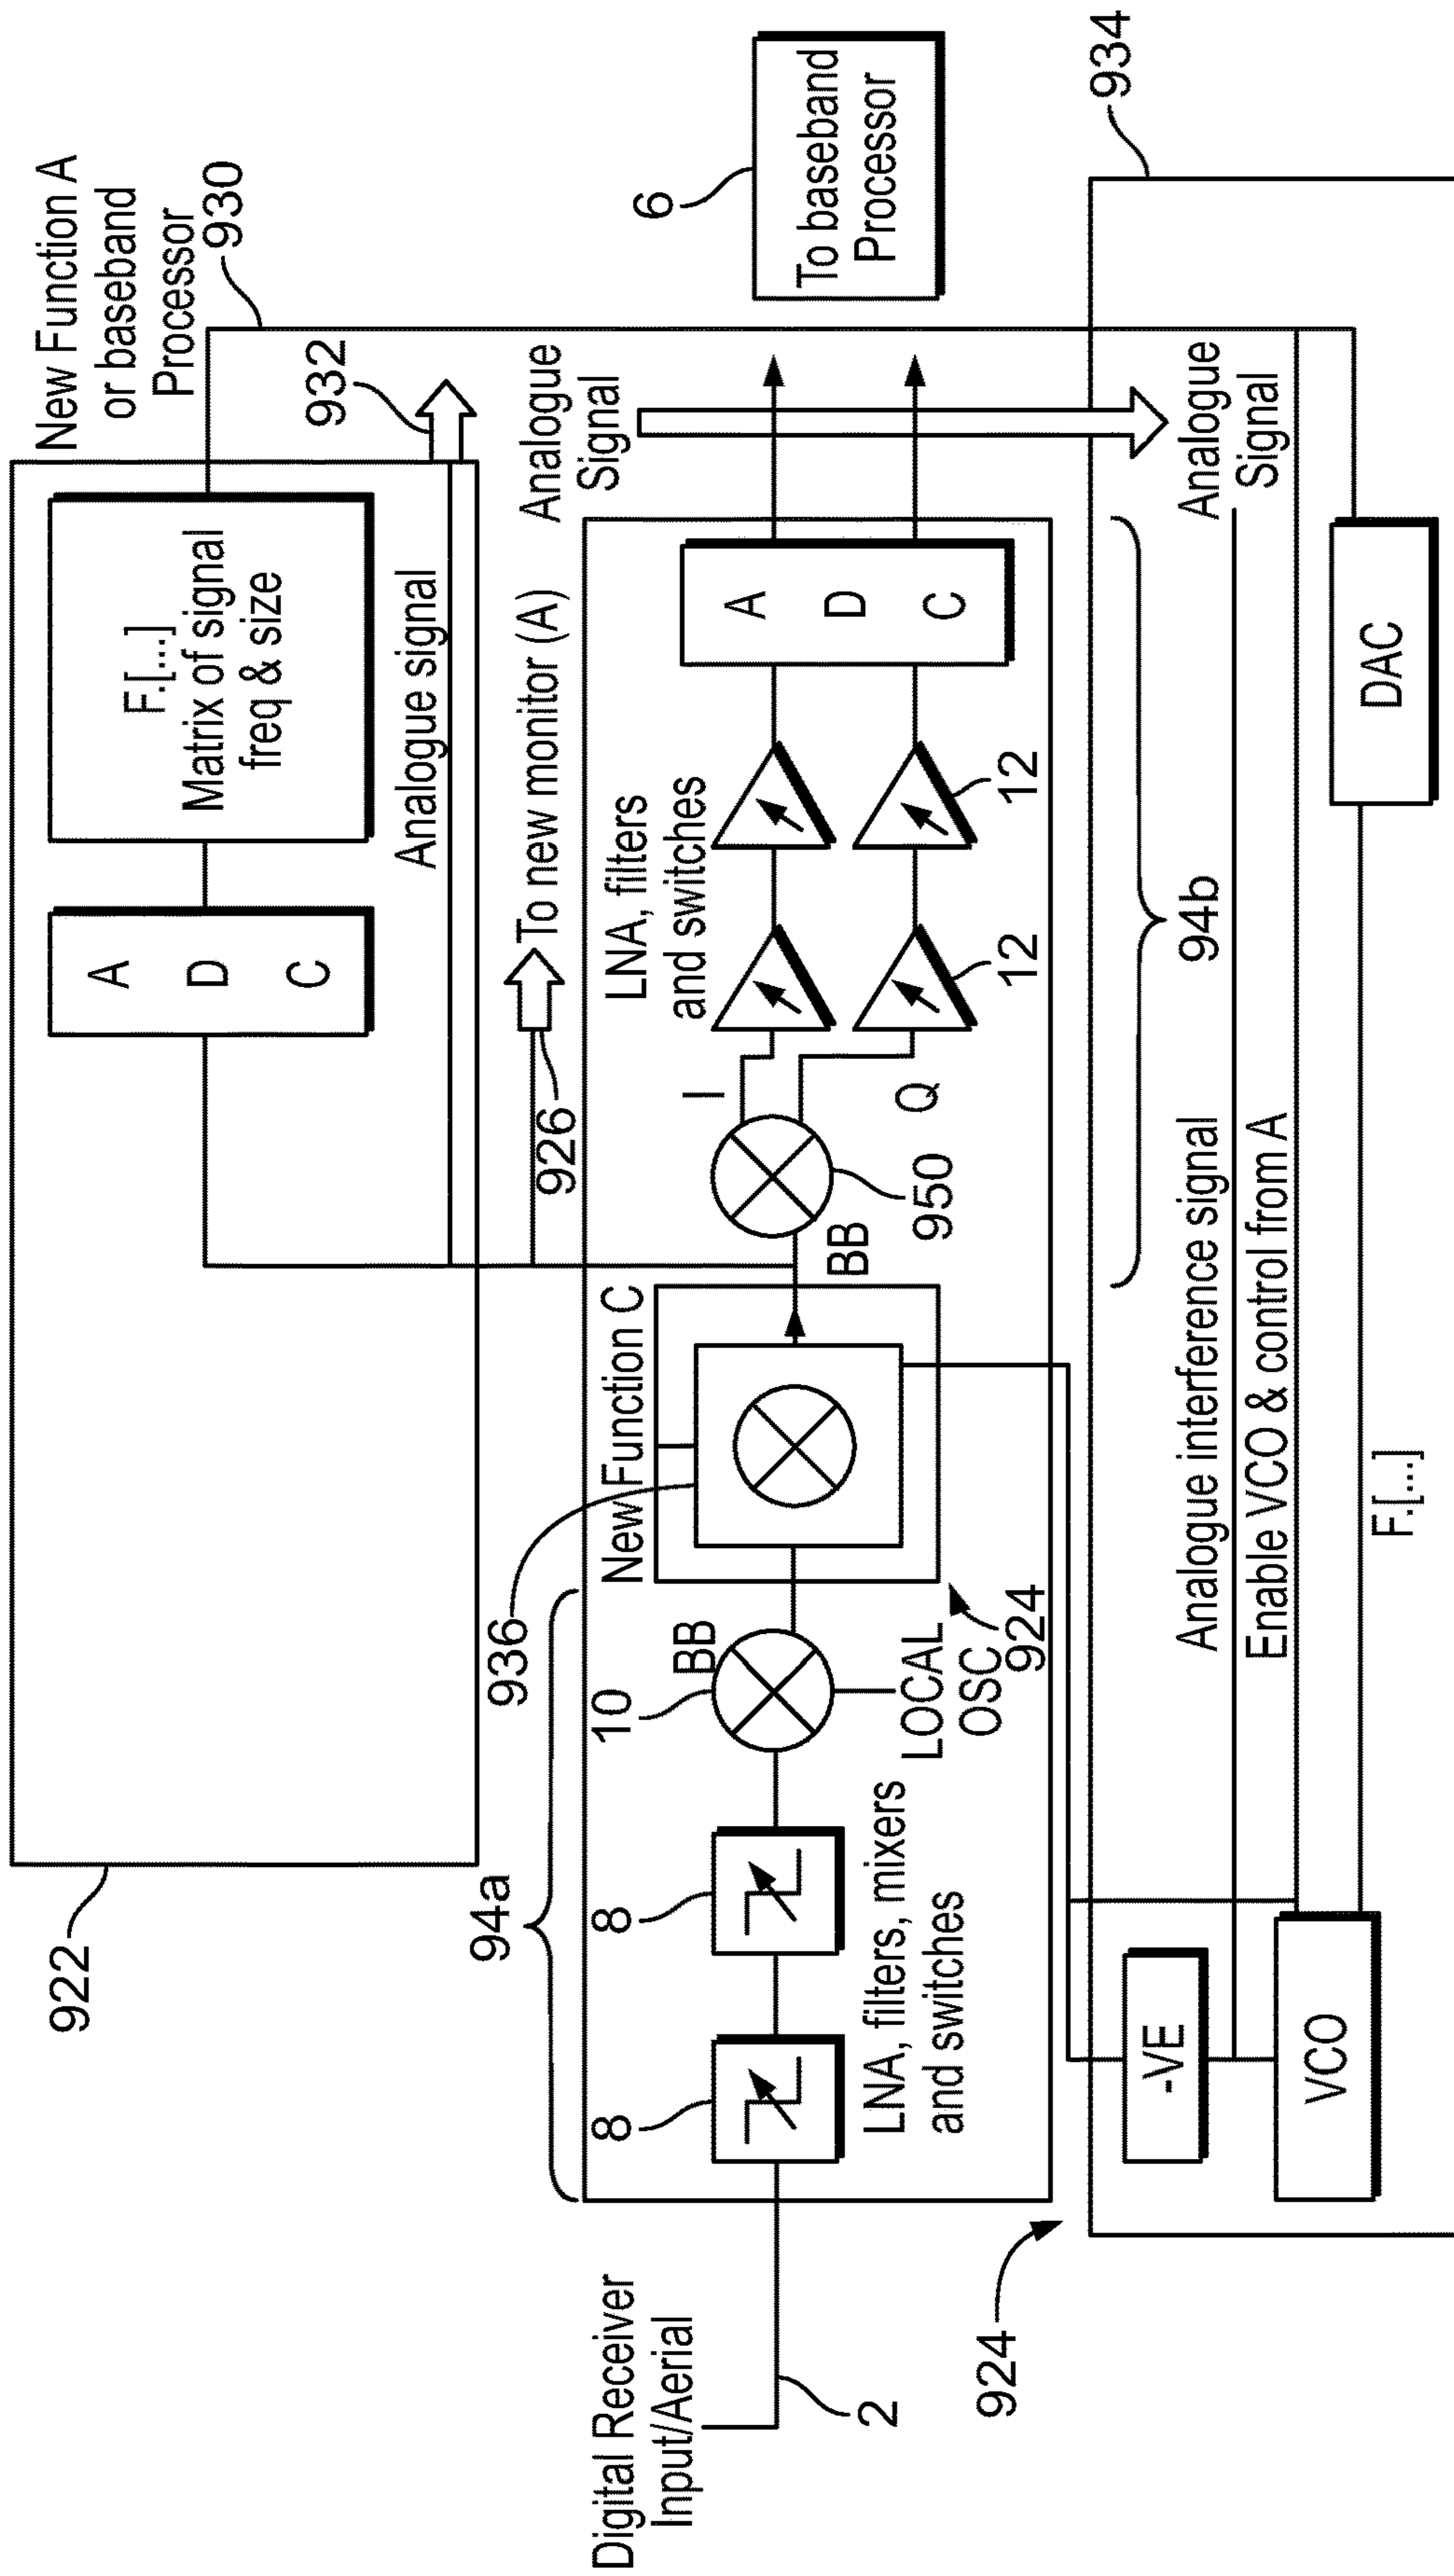 922
A
D
C
F.[...]
Matrix of signal
freq & size
New Function A
or baseband
Processor
930
932
Analogue signal
926
To new monitor (A)
Analogue
Signal
Digital Receiver
Input/Aerial
2
94a
8
8
LNA, filters, mixers
and switches
10
BB
LOCAL
OSC
936
New Function C
924
BB
950
I
Q
LNA, filters
and switches
12
12
A
D
C
6
To baseband
Processor
94b
924
934
-VE
VCO
Analogue interference signal
Enable VCO & control from A
Analogue
Signal
F.[...]
DAC